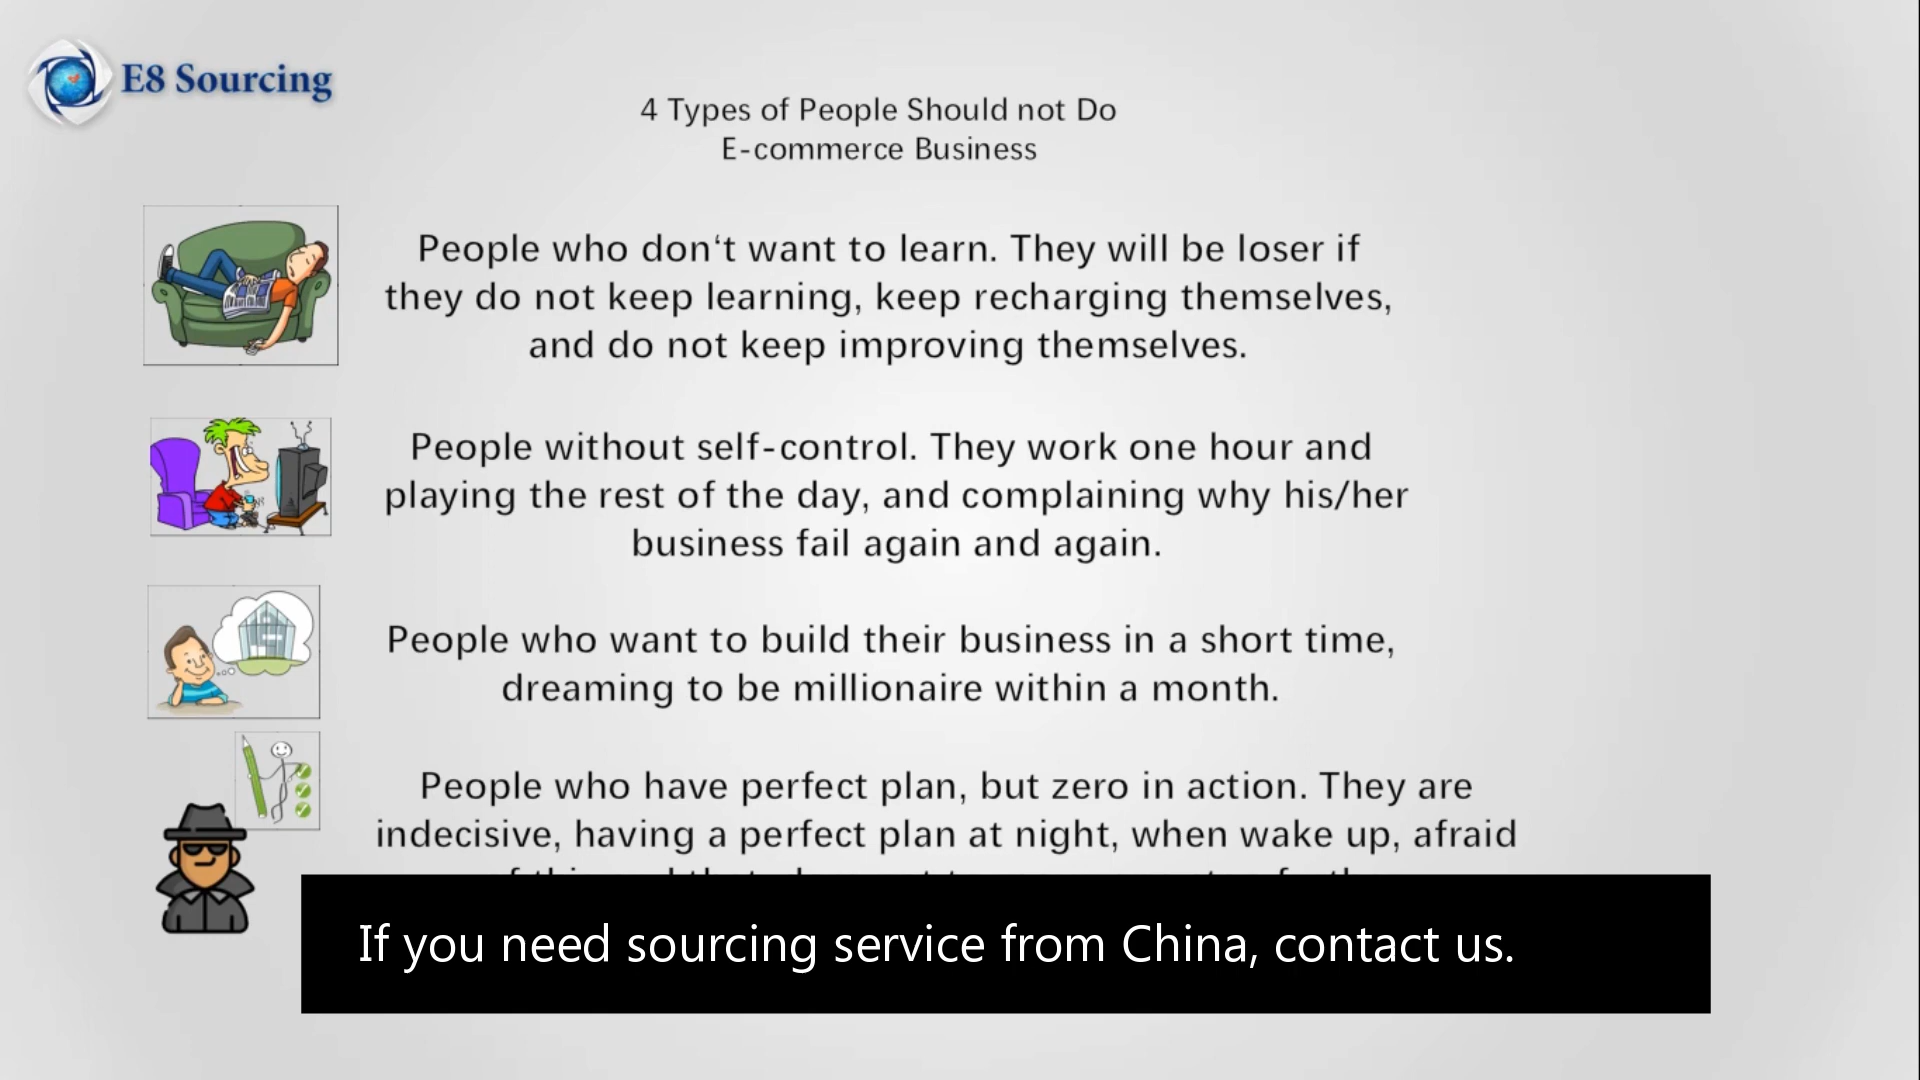 E8 Sourcing
4 Types of People Should not Do
E-commerce Business
People who don‘t want to learn. They will be loser if
they do not keep learning, keep recharging themselves,
and do not keep improving themselves.
People without self-control. They work one hour and
playing the rest of the day, and complaining why his/her
business fail again and again.
People who want to build their business in a short time,
dreaming to be millionaire within a month.
People who have perfect plan, but zero in action. They are
indecisive, having a perfect plan at night, when wake up, afraid
If you need sourcing service from China, contact us.